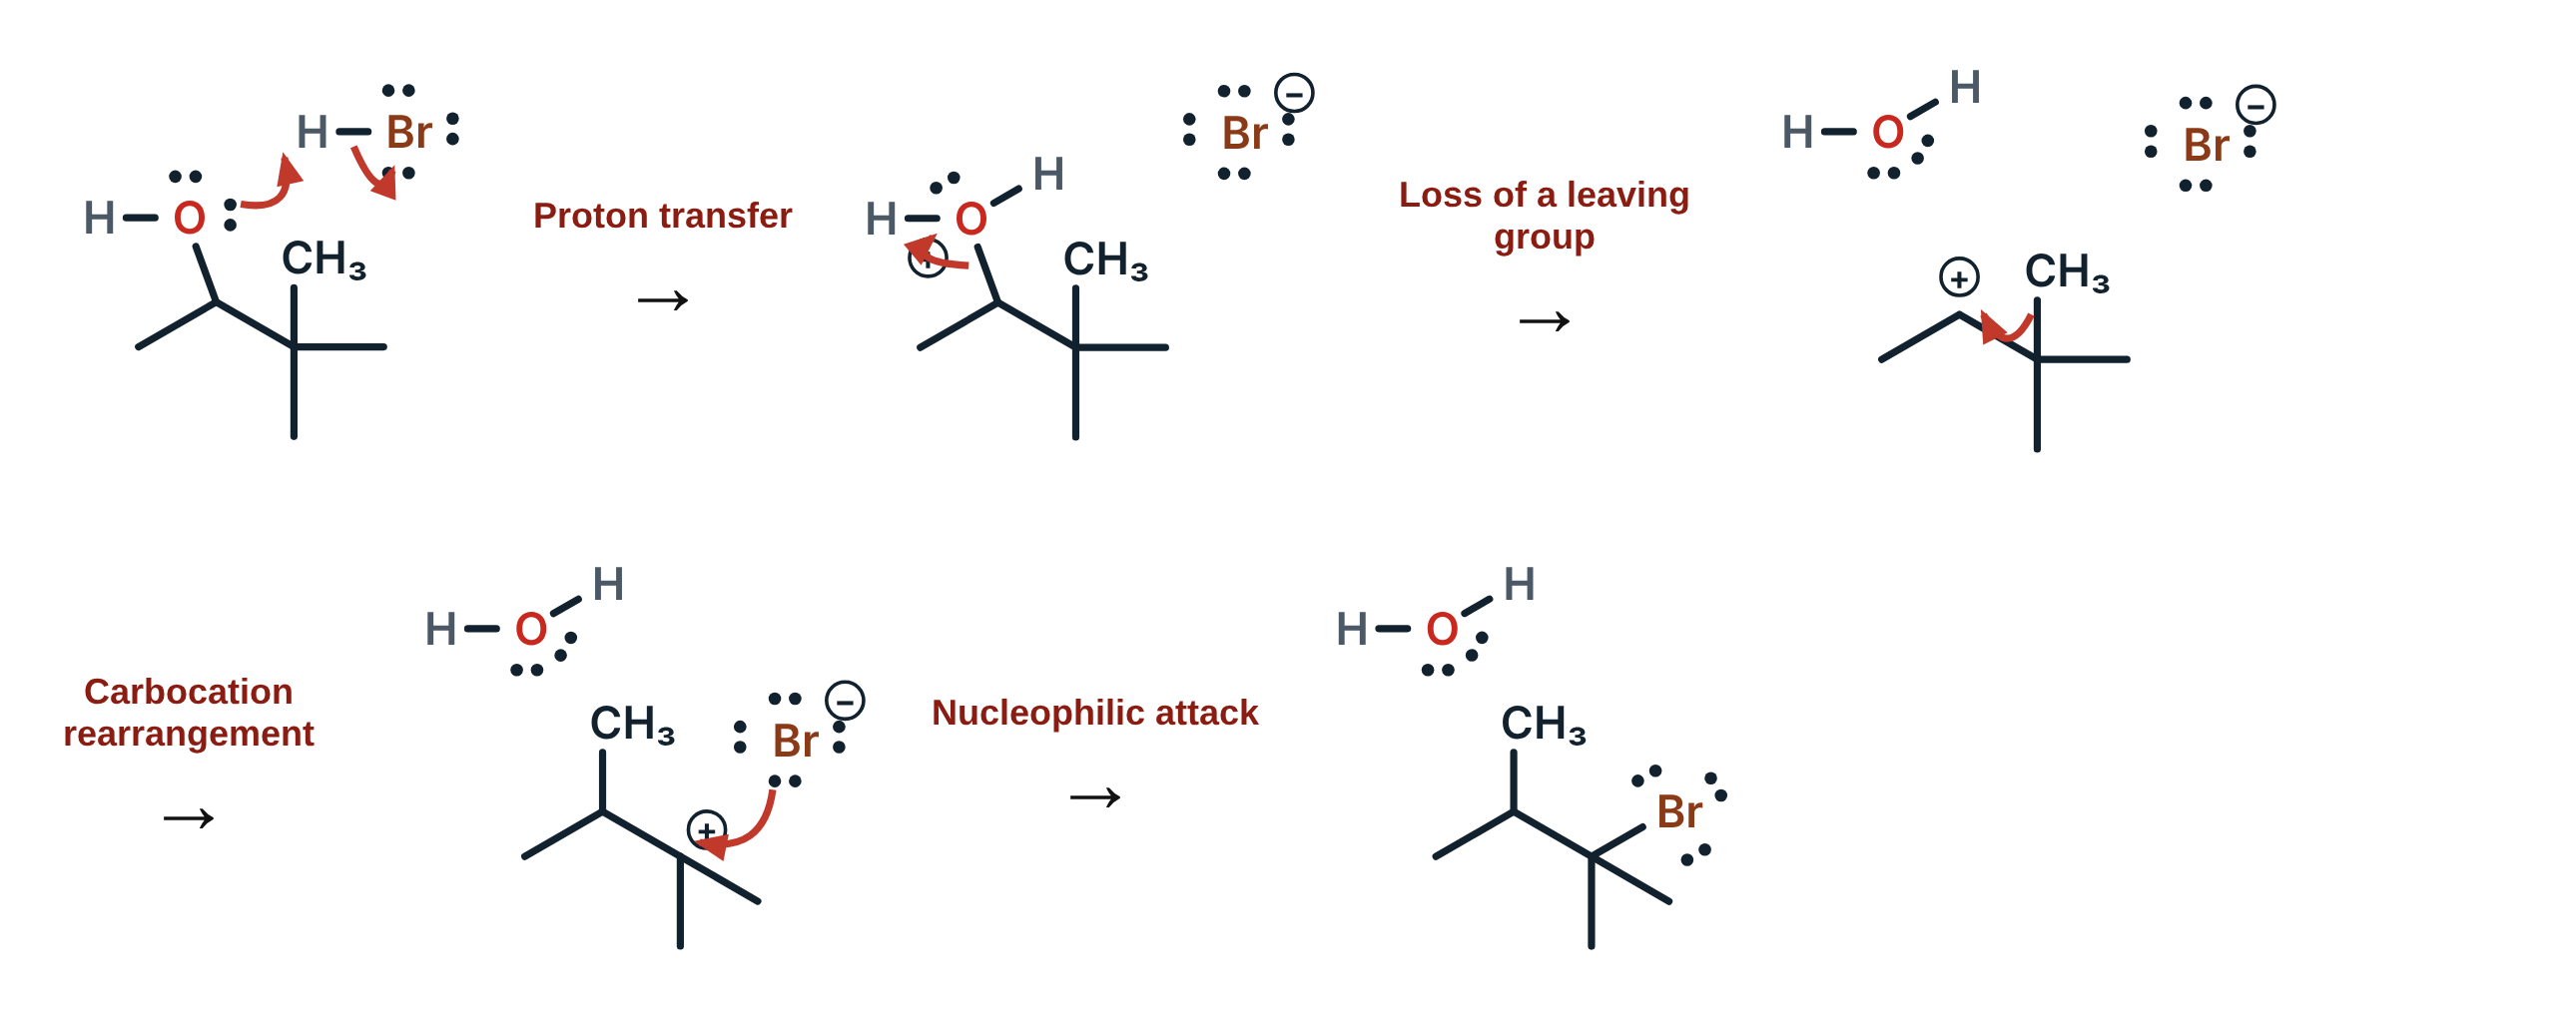 H Br
H O
CH₃
Proton transfer
→
Br −
H
H O
+
CH₃
Loss of a leaving
group
→
H
H O
Br −
+
CH₃
Carbocation
rearrangement
→
H
H O
CH₃
Br −
+
Nucleophilic attack
→
H
H O
CH₃
Br